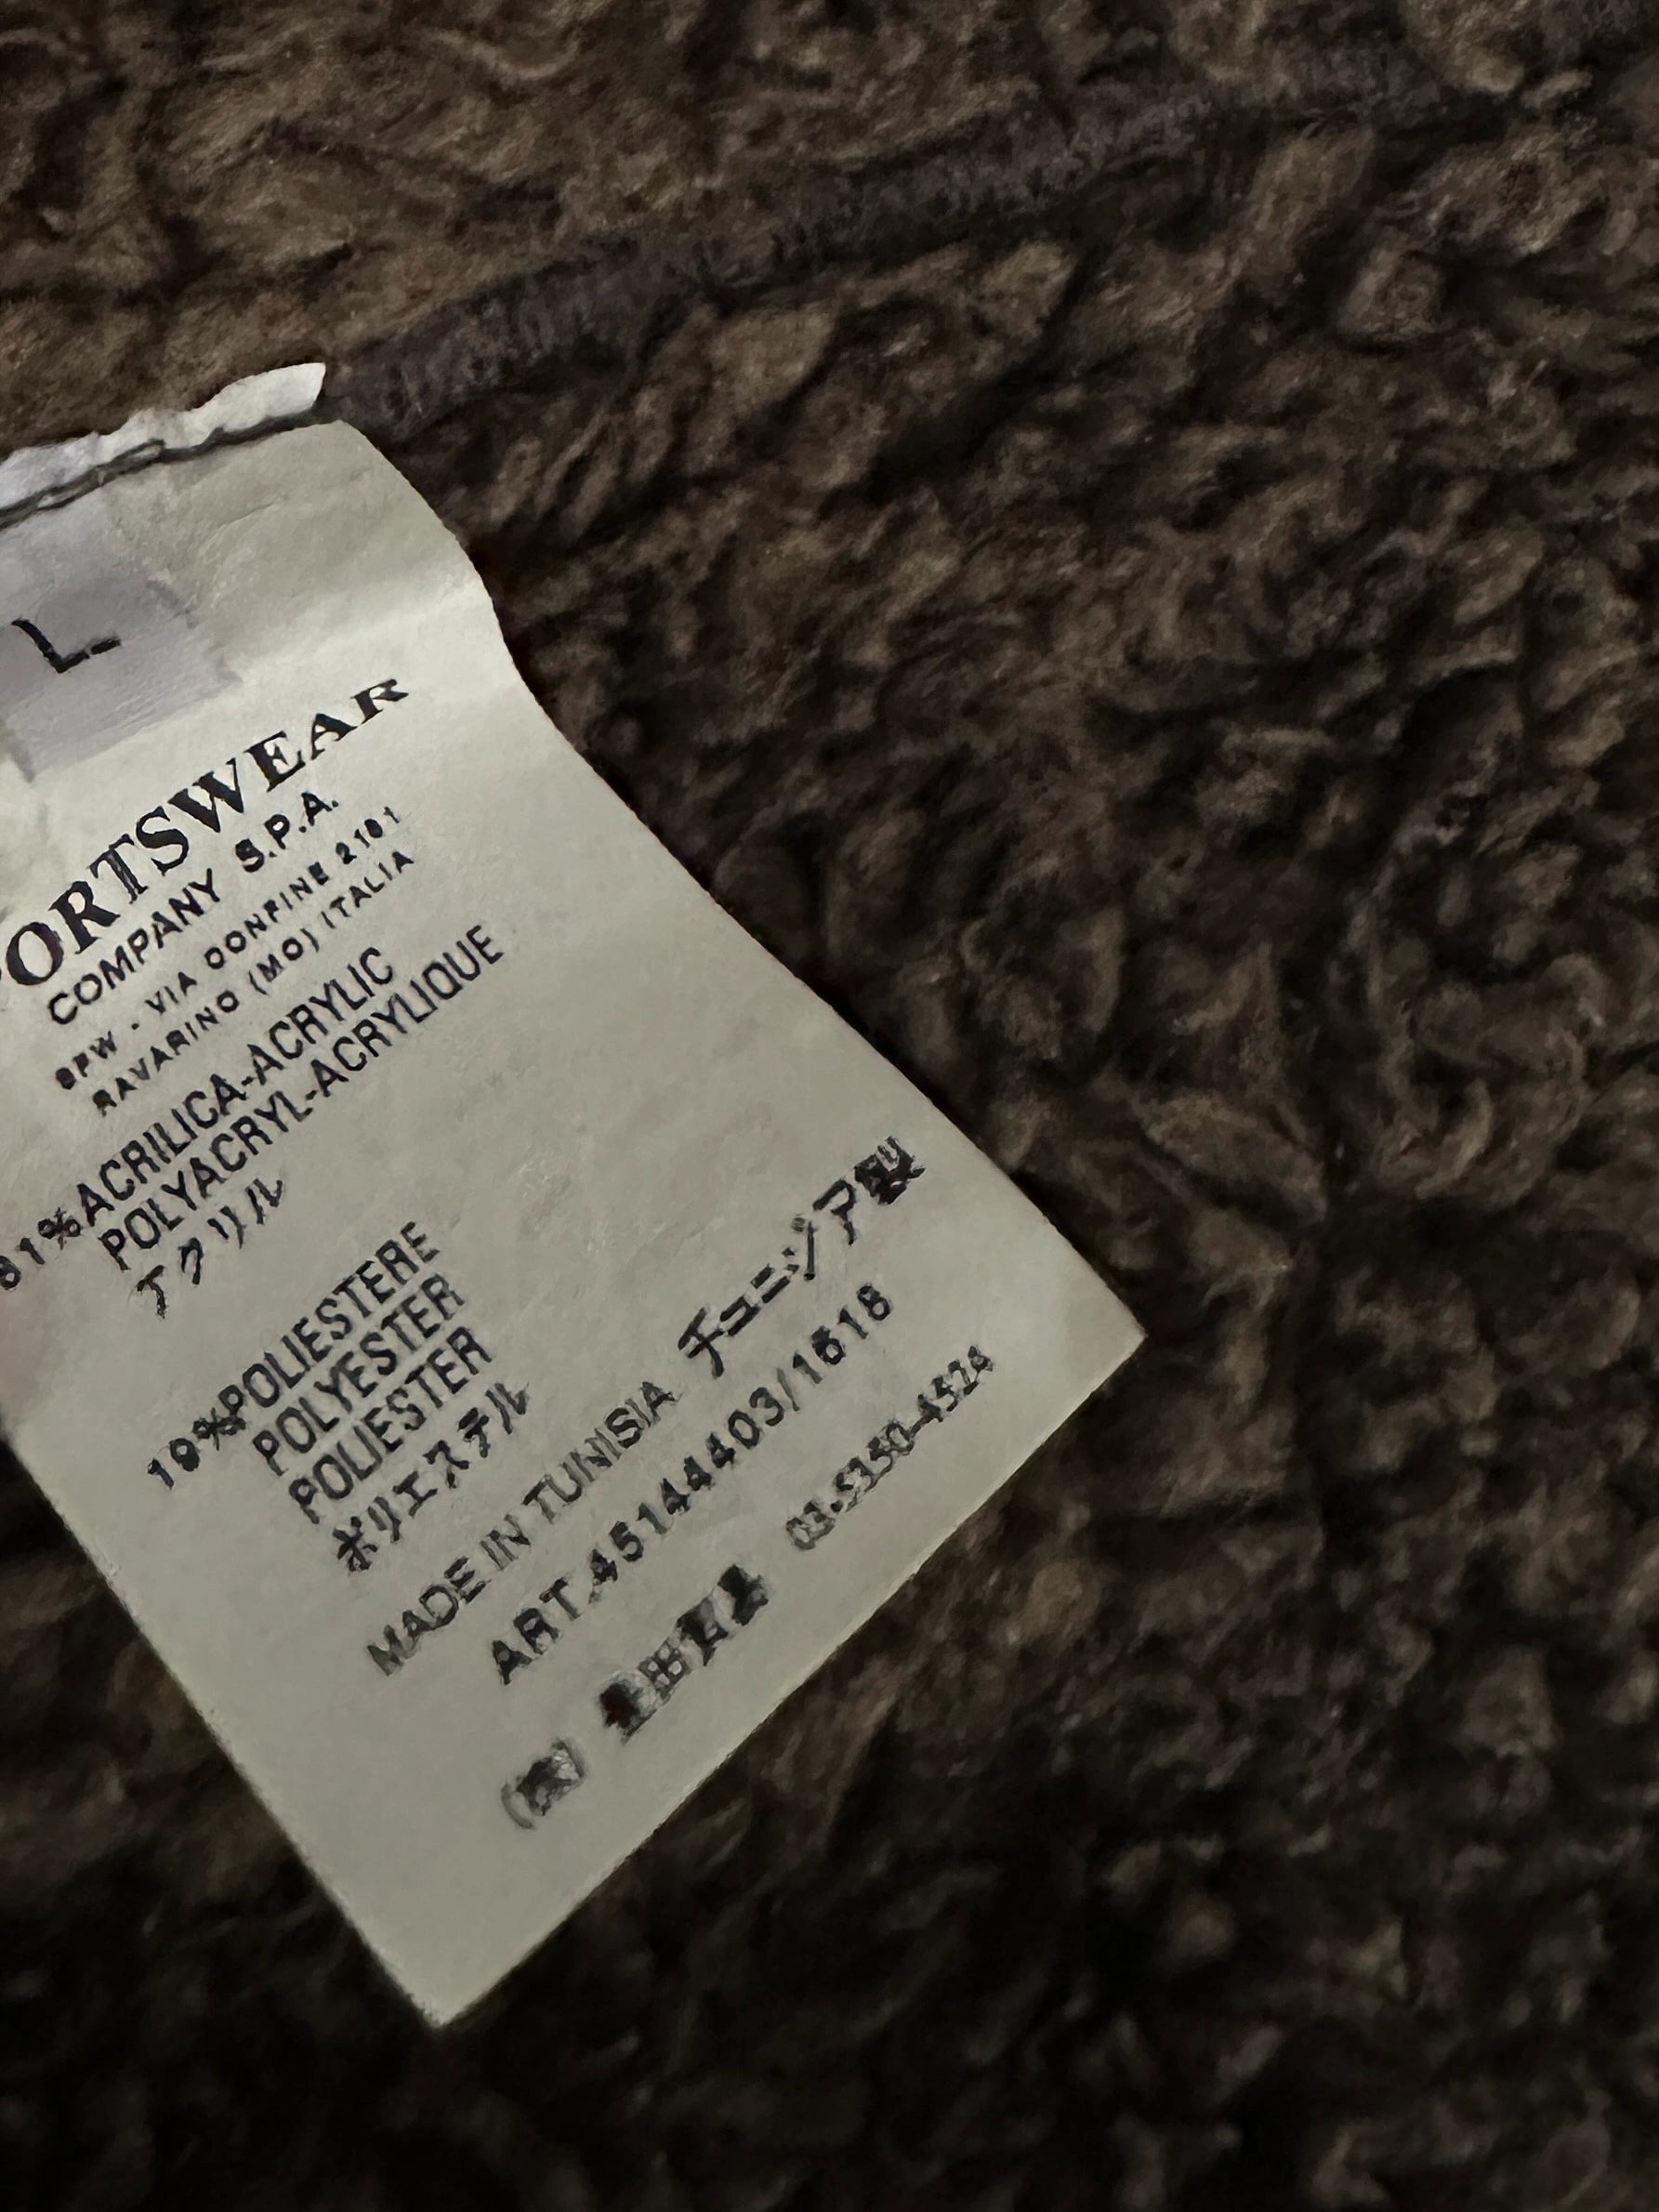 L
ORTSWEAR
COMPANY S.P.A.
SPW - VIA CONFINE 2101
RAVARINO (MO) ITALIA
81%ACRILICA-ACRYLIC
POLYACRYL-ACRYLIQUE
アクリル
19%POLIESTERE
POLYESTER
POLIESTER
ポリエステル
MADE IN TUNISIA チュニジア製
ART.45144403/1618
03-5350-4524